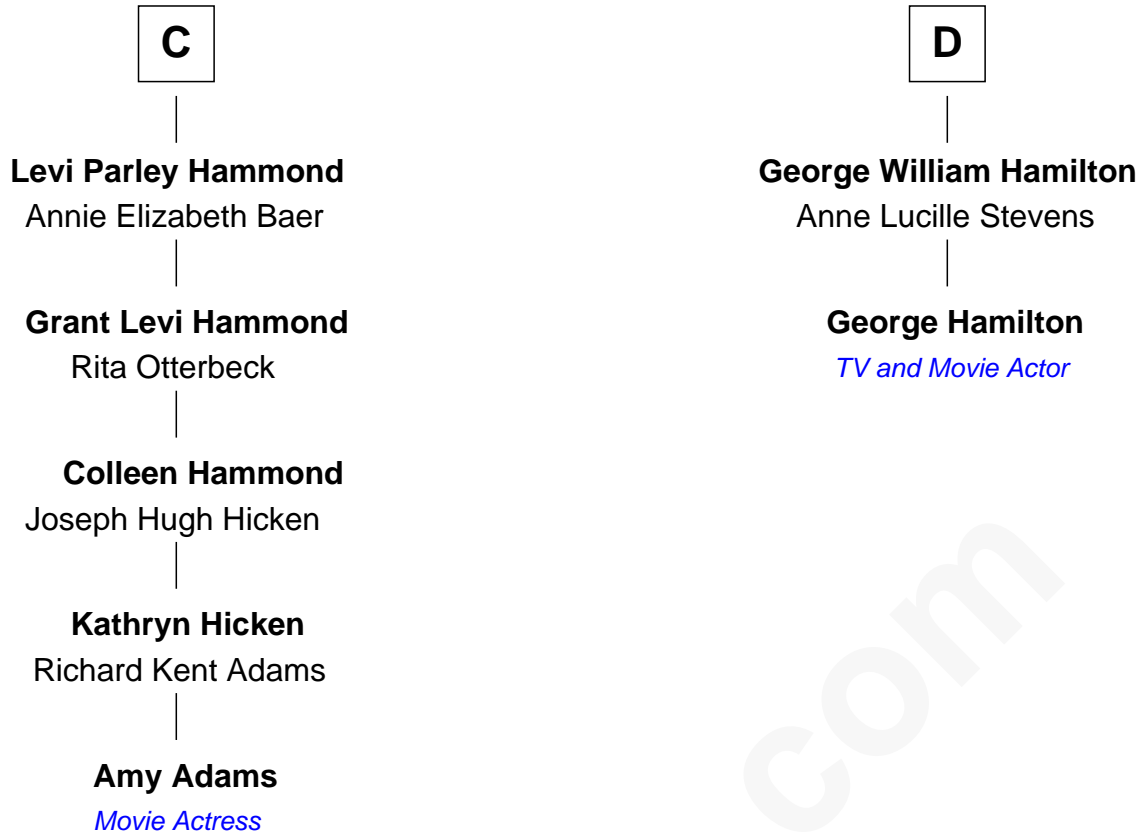 C
Levi Parley Hammond
Annie Elizabeth Baer
Grant Levi Hammond
Rita Otterbeck
Colleen Hammond
Joseph Hugh Hicken
Kathryn Hicken
Richard Kent Adams
Amy Adams
Movie Actress
D
George William Hamilton
Anne Lucille Stevens
George Hamilton
TV and Movie Actor
com